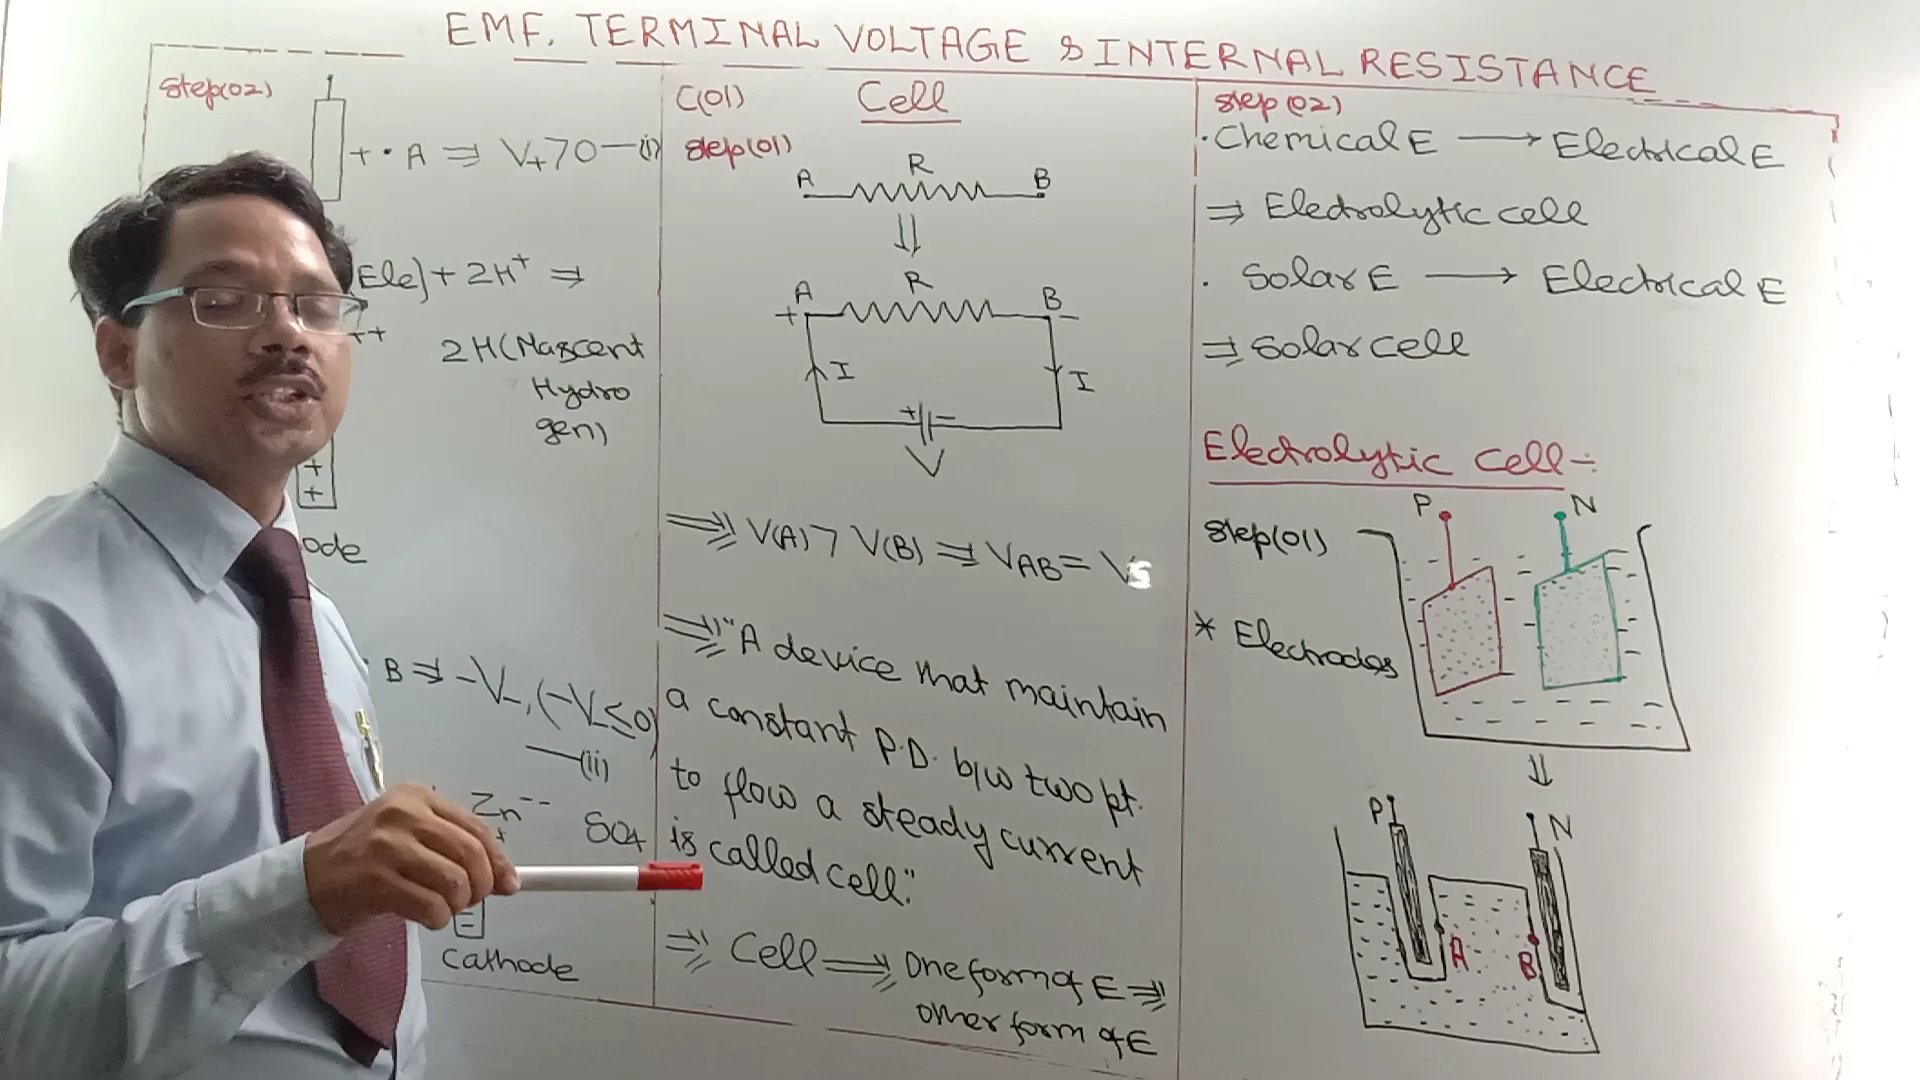 EMF, TERMINAL VOLTAGE & INTERNAL RESISTANCE
Step(02)
+ · A ⇒ V+ > 0 —(i)
Ele) + 2H⁺ ⇒
++
2H(Nascent
Hydro
gen)
+
+
ode
B ⇒ -V-, (-V- ≤ 0)
—(ii)
Zn--
SO4
-
Cathode
C(01)
Cell
Step(01)
A R B
⇓
A R B
+ -
I I
+ -
V
⇒ V(A) > V(B) ⇒ VAB = Vs
⇒ "A device that maintain
a constant P.D. b/w two pt.
to flow a steady current
is called cell".
⇒ Cell → One form of E ⇒
other form of E
Step(02)
· Chemical E → Electrical E
⇒ Electrolytic cell
· Solar E → Electrical E
⇒ Solar cell
Electrolytic Cell :-
P N
Step(01)
* Electrodes
⇓
P N
A B